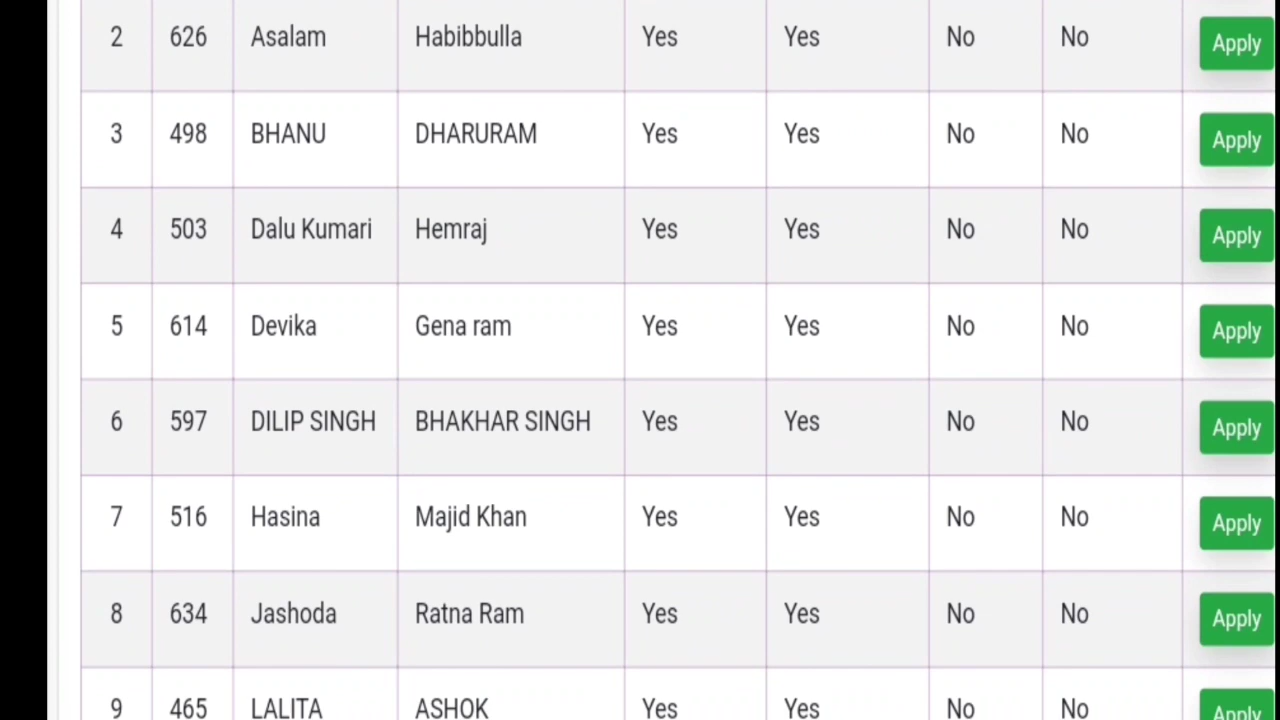 2 626 Asalam Habibbulla Yes Yes No No Apply
3 498 BHANU DHARURAM Yes Yes No No Apply
4 503 Dalu Kumari Hemraj Yes Yes No No Apply
5 614 Devika Gena ram Yes Yes No No Apply
6 597 DILIP SINGH BHAKHAR SINGH Yes Yes No No Apply
7 516 Hasina Majid Khan Yes Yes No No Apply
8 634 Jashoda Ratna Ram Yes Yes No No Apply
9 465 LALITA ASHOK Yes Yes No No Apply